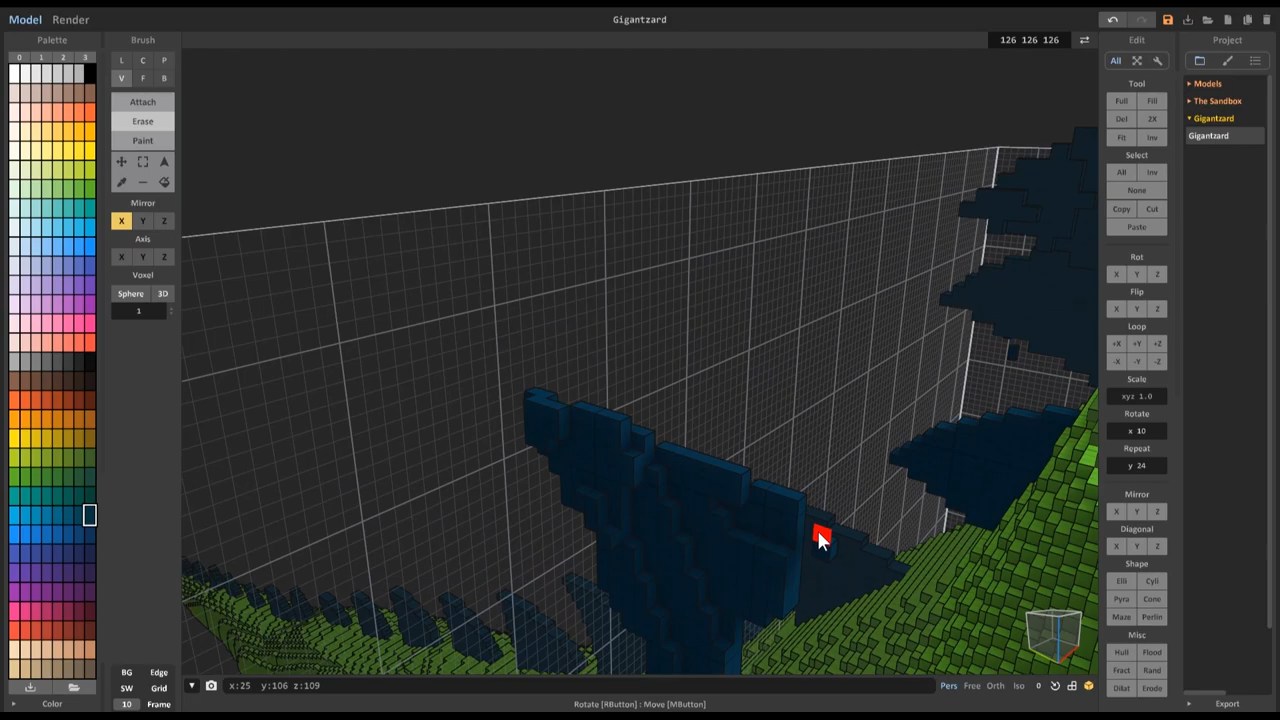 Model Render
Gigantzard
Palette
Brush
126 126 126
Edit
Project
0 1 2 3
L C P
V F B
Attach
Erase
Paint
Mirror
X Y Z
Axis
X Y Z
Voxel
Sphere 3D
1
All
Tool
Full Fill
Del 2X
Fit Inv
Select
All Inv
None
Copy Cut
Paste
Rot
X Y Z
Flip
X Y Z
Loop
+X +Y +Z
-X -Y -Z
Scale
xyz 1.0
Rotate
x 10
Repeat
y 24
Mirror
X Y Z
Diagonal
X Y Z
Shape
Elli Cyli
Pyra Cone
Maze Perlin
Misc
Hull Flood
Fract Rand
Dilat Erode
Models
The Sandbox
Gigantzard
Gigantzard
BG Edge
SW Grid
10 Frame
x:25 y:106 z:109
Pers Free Orth Iso 0
Color
Rotate [RButton] : Move [MButton]
Export